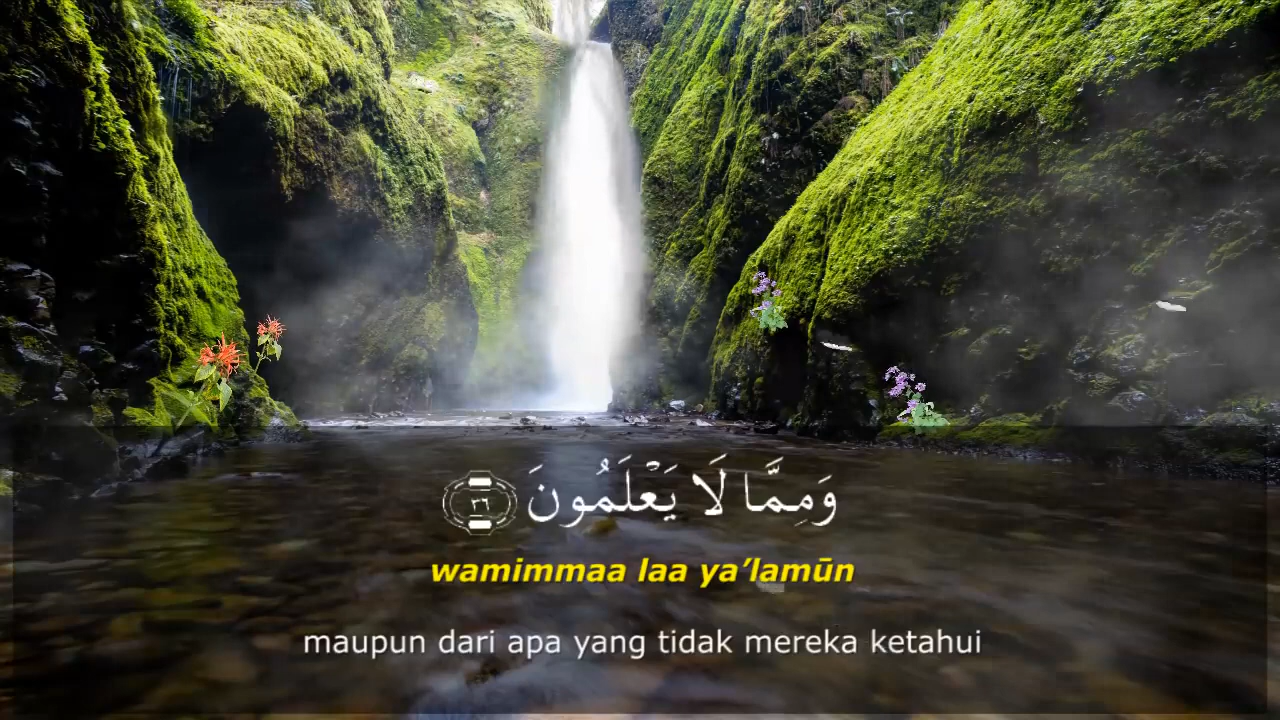 وَمِمَّا لَا يَعْلَمُونَ ٣٦
wamimmaa laa ya’lamūn
maupun dari apa yang tidak mereka ketahui